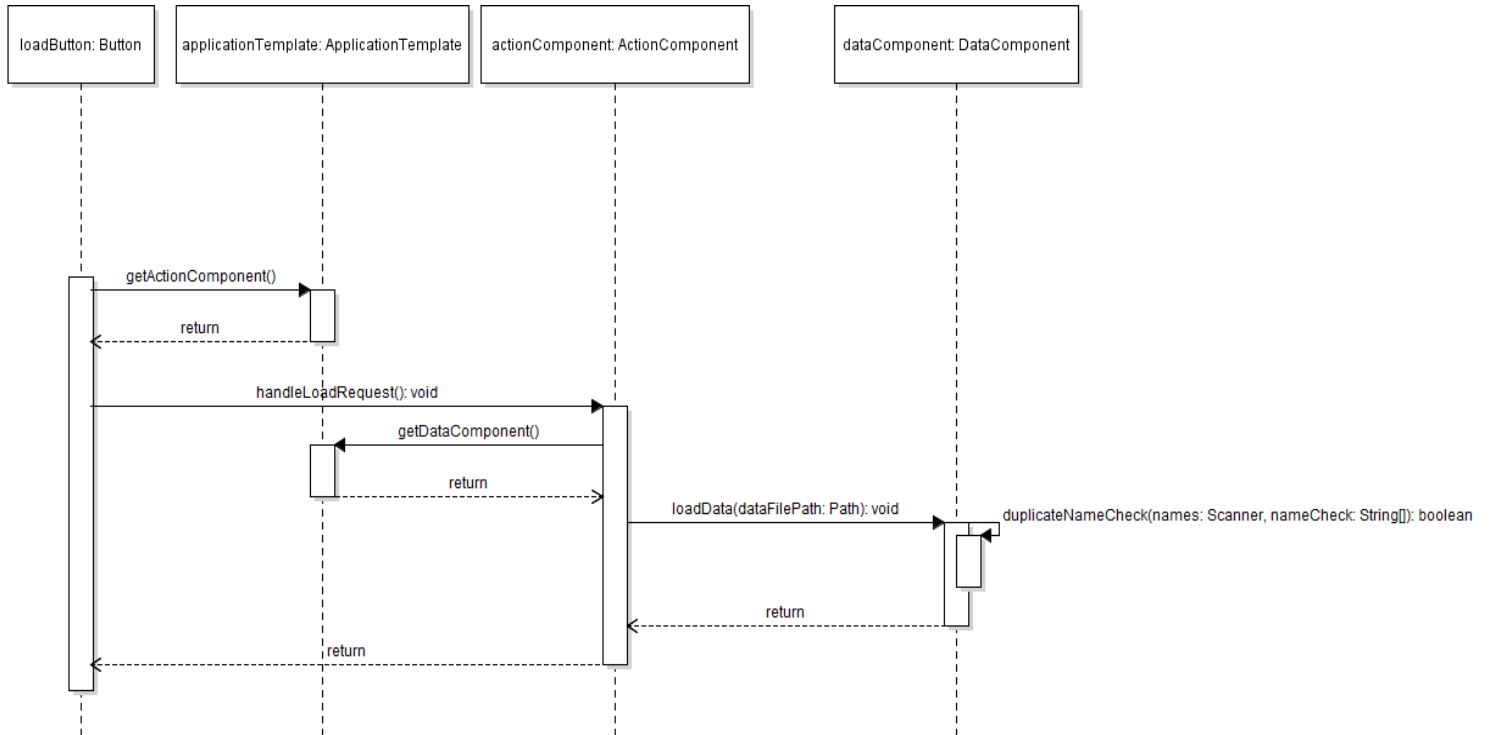 loadButton: Button
applicationTemplate: ApplicationTemplate
actionComponent: ActionComponent
dataComponent: DataComponent
getActionComponent()
return
handleLoadRequest(): void
getDataComponent()
return
loadData(dataFilePath: Path): void
duplicateNameCheck(names: Scanner, nameCheck: String[]): boolean
return
return